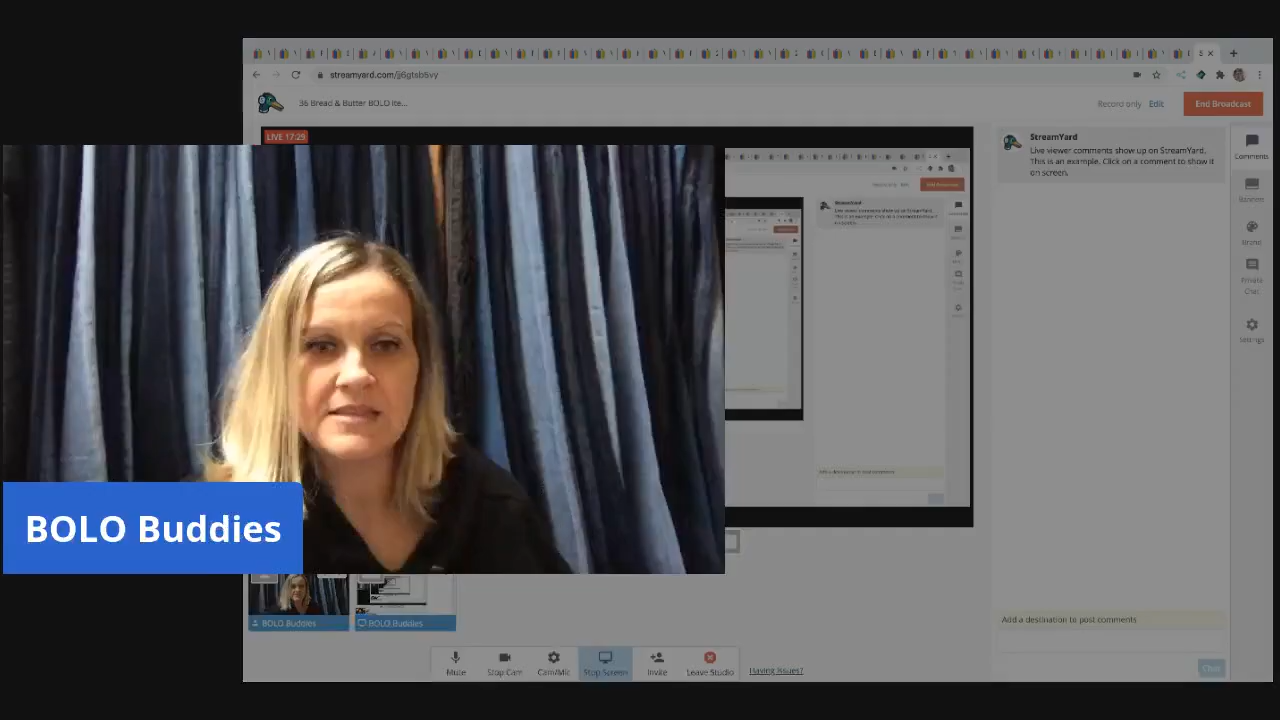 streamyard.com/jj6gtsb5vy
36 Bread & Butter BOLO Ite...
Record only
Edit
End Broadcast
LIVE 17:29
StreamYard
Live viewer comments show up on StreamYard.
This is an example. Click on a comment to show it
on screen.
Comments
Banners
Brand
Private
Chat
Settings
BOLO Buddies
BOLO Buddies
BOLO Buddies
Add a destination to post comments
Chat
Mute
Stop Cam
Cam/Mic
Stop Screen
Invite
Leave Studio
Having issues?